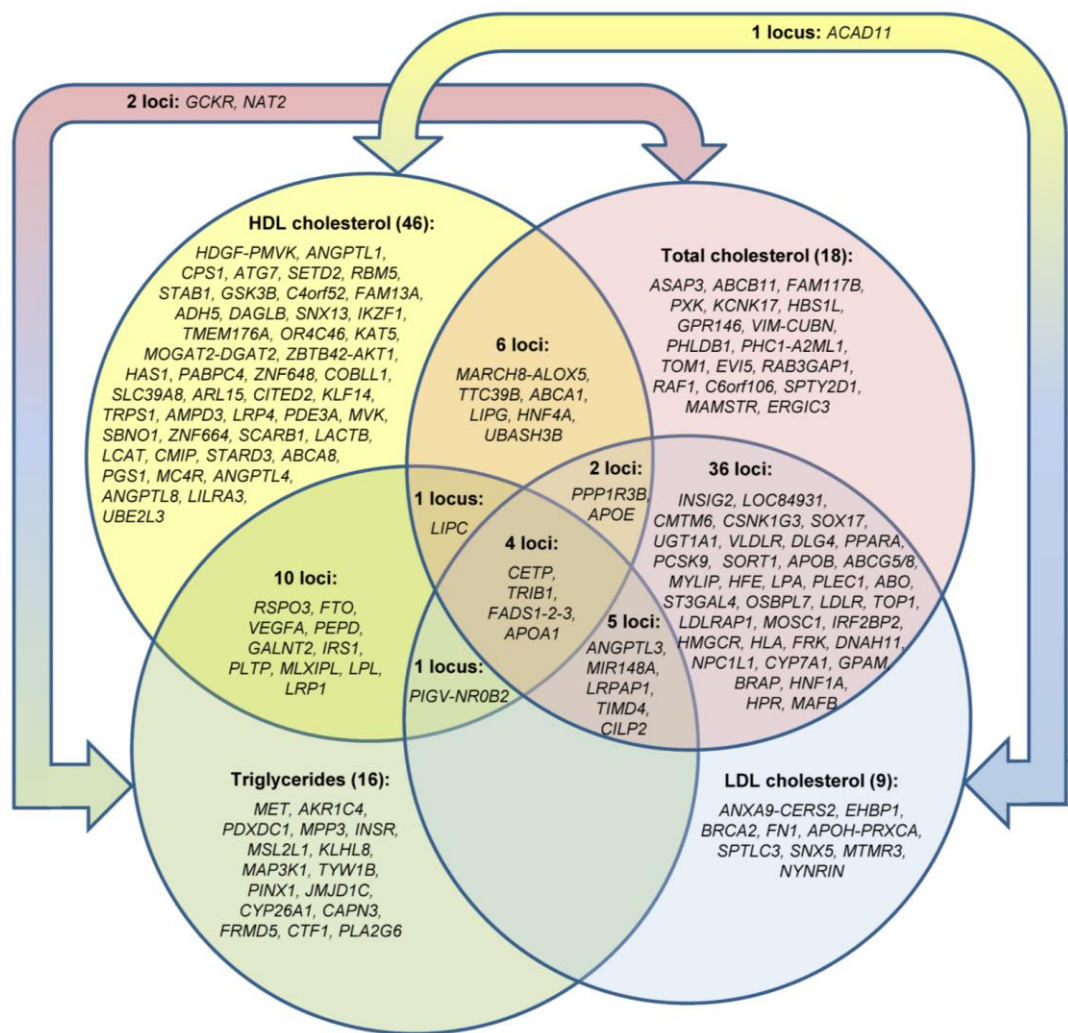 1 locus: ACAD11
2 loci: GCKR, NAT2
HDL cholesterol (46):
HDGF-PMVK, ANGPTL1,
CPS1, ATG7, SETD2, RBM5,
STAB1, GSK3B, C4orf52, FAM13A,
ADH5, DAGLB, SNX13, IKZF1,
TMEM176A, OR4C46, KAT5,
MOGAT2-DGAT2, ZBTB42-AKT1,
HAS1, PABPC4, ZNF648, COBLL1,
SLC39A8, ARL15, CITED2, KLF14,
TRPS1, AMPD3, LRP4, PDE3A, MVK,
SBNO1, ZNF664, SCARB1, LACTB,
LCAT, CMIP, STARD3, ABCA8,
PGS1, MC4R, ANGPTL4,
ANGPTL8, LILRA3,
UBE2L3
Total cholesterol (18):
ASAP3, ABCB11, FAM117B,
PXK, KCNK17, HBS1L,
GPR146, VIM-CUBN,
PHLDB1, PHC1-A2ML1,
TOM1, EVI5, RAB3GAP1,
RAF1, C6orf106, SPTY2D1,
MAMSTR, ERGIC3
6 loci:
MARCH8-ALOX5,
TTC39B, ABCA1,
LIPG, HNF4A,
UBASH3B
2 loci:
PPP1R3B,
APOE
36 loci:
INSIG2, LOC84931,
CMTM6, CSNK1G3, SOX17,
UGT1A1, VLDLR, DLG4, PPARA,
PCSK9, SORT1, APOB, ABCG5/8,
MYLIP, HFE, LPA, PLEC1, ABO,
ST3GAL4, OSBPL7, LDLR, TOP1,
LDLRAP1, MOSC1, IRF2BP2,
HMGCR, HLA, FRK, DNAH11,
NPC1L1, CYP7A1, GPAM,
BRAP, HNF1A,
HPR, MAFB
1 locus:
LIPC
4 loci:
CETP,
TRIB1,
FADS1-2-3,
APOA1
10 loci:
RSPO3, FTO,
VEGFA, PEPD,
GALNT2, IRS1,
PLTP, MLXIPL, LPL,
LRP1
5 loci:
ANGPTL3,
MIR148A,
LRPAP1,
TIMD4,
CILP2
1 locus:
PIGV-NR0B2
Triglycerides (16):
MET, AKR1C4,
PDXDC1, MPP3, INSR,
MSL2L1, KLHL8,
MAP3K1, TYW1B,
PINX1, JMJD1C,
CYP26A1, CAPN3,
FRMD5, CTF1, PLA2G6
LDL cholesterol (9):
ANXA9-CERS2, EHBP1,
BRCA2, FN1, APOH-PRXCA,
SPTLC3, SNX5, MTMR3,
NYNRIN